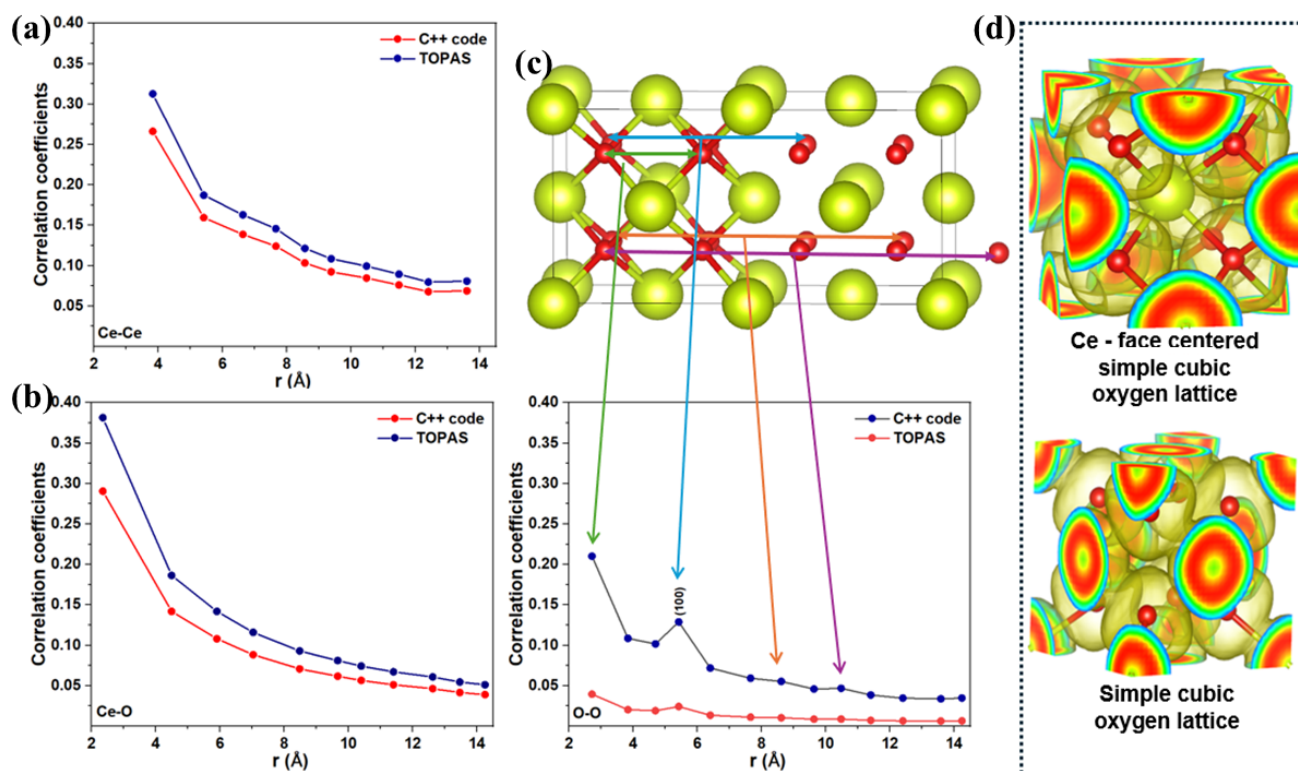 (a)
0.40
0.35
0.30
0.25
0.20
0.15
0.10
0.05
Correlation coefficients
C++ code
TOPAS
Ce-Ce
2 4 6 8 10 12 14
r (Å)
(b)
0.40
0.35
0.30
0.25
0.20
0.15
0.10
0.05
Correlation coefficients
C++ code
TOPAS
Ce-O
2 4 6 8 10 12 14
r (Å)
(c)
0.40
0.35
0.30
0.25
0.20
0.15
0.10
0.05
Correlation coefficients
C++ code
TOPAS
(100)
O-O
2 4 6 8 10 12 14
r (Å)
(d)
Ce - face centered
simple cubic
oxygen lattice
Simple cubic
oxygen lattice